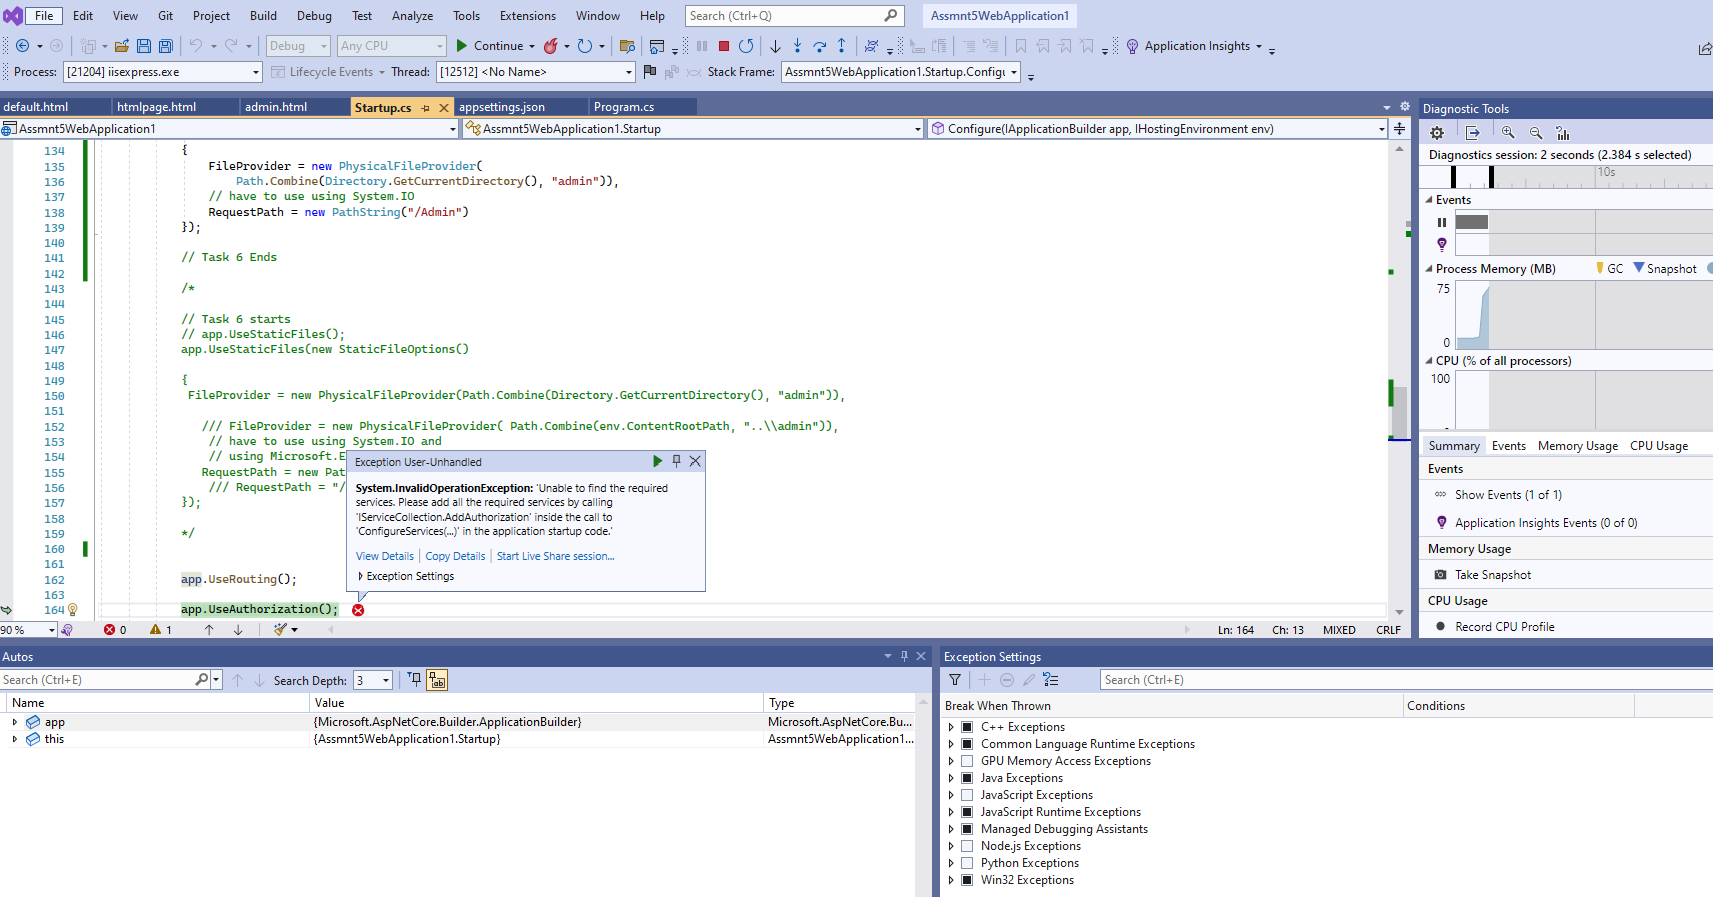 File Edit View Git Project Build Debug Test Analyze Tools Extensions Window Help Search (Ctrl+Q) Assmnt5WebApplication1
Debug Any CPU Continue Application Insights
Process: [21204] iisexpress.exe Lifecycle Events Thread: [12512] <No Name> Stack Frame: Assmnt5WebApplication1.Startup.Configu
default.html htmlpage.html admin.html Startup.cs appsettings.json Program.cs
Assmnt5WebApplication1 Assmnt5WebApplication1.Startup Configure(IApplicationBuilder app, IHostingEnvironment env)
134 {
135 FileProvider = new PhysicalFileProvider(
136 Path.Combine(Directory.GetCurrentDirectory(), "admin")),
137 // have to use using System.IO
138 RequestPath = new PathString("/Admin")
139 });
140
141 // Task 6 Ends
142
143 /*
144
145 // Task 6 starts
146 // app.UseStaticFiles();
147 app.UseStaticFiles(new StaticFileOptions()
148
149 {
150 FileProvider = new PhysicalFileProvider(Path.Combine(Directory.GetCurrentDirectory(), "admin")),
151
152 /// FileProvider = new PhysicalFileProvider( Path.Combine(env.ContentRootPath, "..\\admin")),
153 // have to use using System.IO and
154 // using Microsoft.E
155 RequestPath = new Pat
156 /// RequestPath = "/
157 });
158
159 */
160
161
162 app.UseRouting();
163
164 app.UseAuthorization();
Exception User-Unhandled
System.InvalidOperationException: 'Unable to find the required
services. Please add all the required services by calling
'IServiceCollection.AddAuthorization' inside the call to
'ConfigureServices(...)' in the application startup code.'
View Details | Copy Details | Start Live Share session...
Exception Settings
90 % 0 1 Ln: 164 Ch: 13 MIXED CRLF
Diagnostic Tools
Diagnostics session: 2 seconds (2.384 s selected)
10s
Events
Process Memory (MB) GC Snapshot
75
0
CPU (% of all processors)
100
Summary Events Memory Usage CPU Usage
Events
Show Events (1 of 1)
Application Insights Events (0 of 0)
Memory Usage
Take Snapshot
CPU Usage
Record CPU Profile
Autos
Search (Ctrl+E) Search Depth: 3
Name Value Type
app {Microsoft.AspNetCore.Builder.ApplicationBuilder} Microsoft.AspNetCore.Bu...
this {Assmnt5WebApplication1.Startup} Assmnt5WebApplication1...
Exception Settings
Search (Ctrl+E)
Break When Thrown Conditions
C++ Exceptions
Common Language Runtime Exceptions
GPU Memory Access Exceptions
Java Exceptions
JavaScript Exceptions
JavaScript Runtime Exceptions
Managed Debugging Assistants
Node.js Exceptions
Python Exceptions
Win32 Exceptions